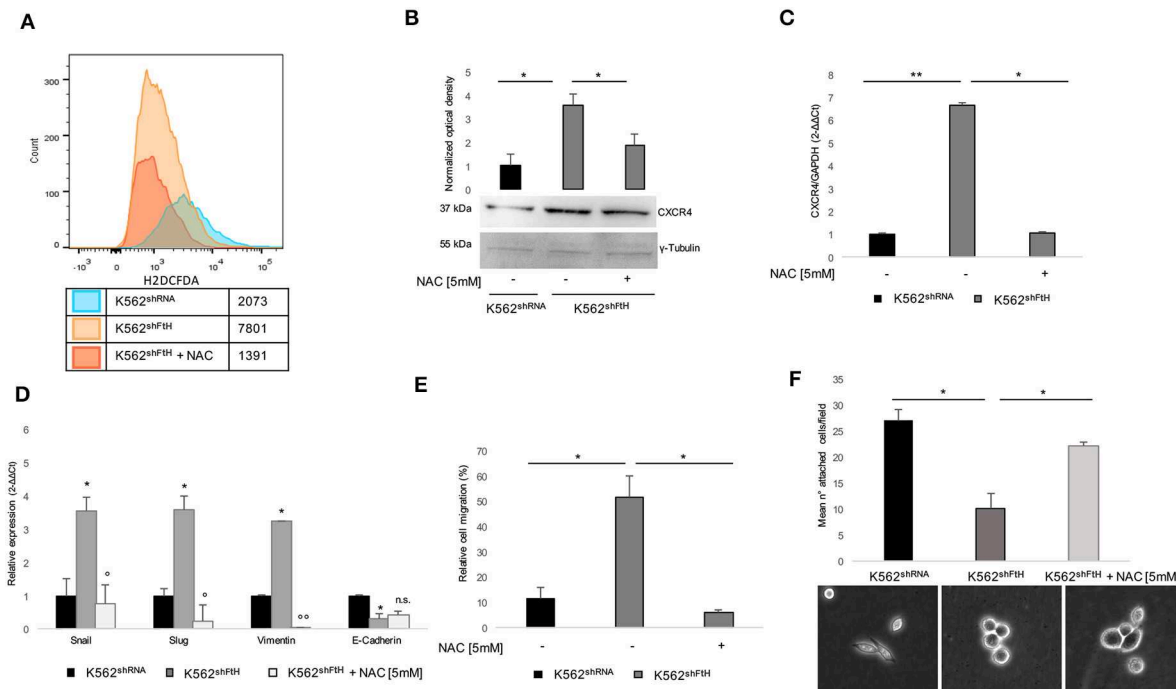 A
300
200
100
0
Count
-10³ 0 10³ 10⁴ 10⁵
H2DCFDA
K562shRNA 2073
K562shFtH 7801
K562shFtH + NAC 1391
B
Normalized optical density
5
4
3
2
1
0
* *
37 kDa CXCR4
55 kDa γ-Tubulin
NAC [5mM] - - +
K562shRNA K562shFtH
C
CXCR4/GAPDH (2-ΔΔCt)
8
7
6
5
4
3
2
1
0
** *
NAC [5mM] - - +
K562shRNA K562shFtH
D
Relative expression (2-ΔΔCt)
6
5
4
3
2
1
0
* ° * ° * °° * n.s.
Snail Slug Vimentin E-Cadherin
K562shRNA K562shFtH K562shFtH + NAC [5mM]
E
Relative cell migration (%)
70
60
50
40
30
20
10
0
* *
NAC [5mM] - - +
K562shRNA K562shFtH
F
Mean n° attached cells/field
35
30
25
20
15
10
5
0
* *
K562shRNA K562shFtH K562shFtH + NAC [5mM]